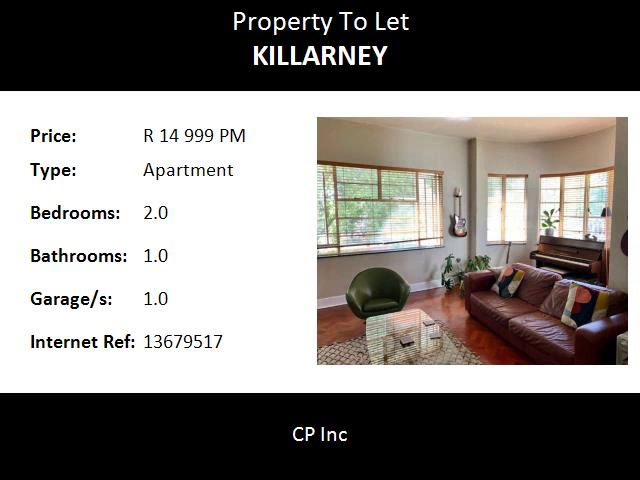 Property To Let
KILLARNEY
Price: R 14 999 PM
Type: Apartment
Bedrooms: 2.0
Bathrooms: 1.0
Garage/s: 1.0
Internet Ref: 13679517
CP Inc